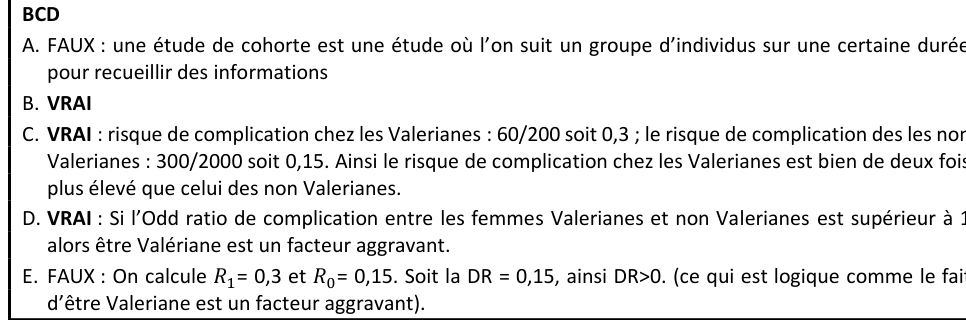 BCD
A. FAUX : une étude de cohorte est une étude où l’on suit un groupe d’individus sur une certaine durée
pour recueillir des informations
B. VRAI
C. VRAI : risque de complication chez les Valerianes : 60/200 soit 0,3 ; le risque de complication des les non
Valerianes : 300/2000 soit 0,15. Ainsi le risque de complication chez les Valerianes est bien de deux fois
plus élevé que celui des non Valerianes.
D. VRAI : Si l’Odd ratio de complication entre les femmes Valerianes et non Valerianes est supérieur à 1
alors être Valériane est un facteur aggravant.
E. FAUX : On calcule R₁= 0,3 et R₀= 0,15. Soit la DR = 0,15, ainsi DR>0. (ce qui est logique comme le fait
d’être Valeriane est un facteur aggravant).